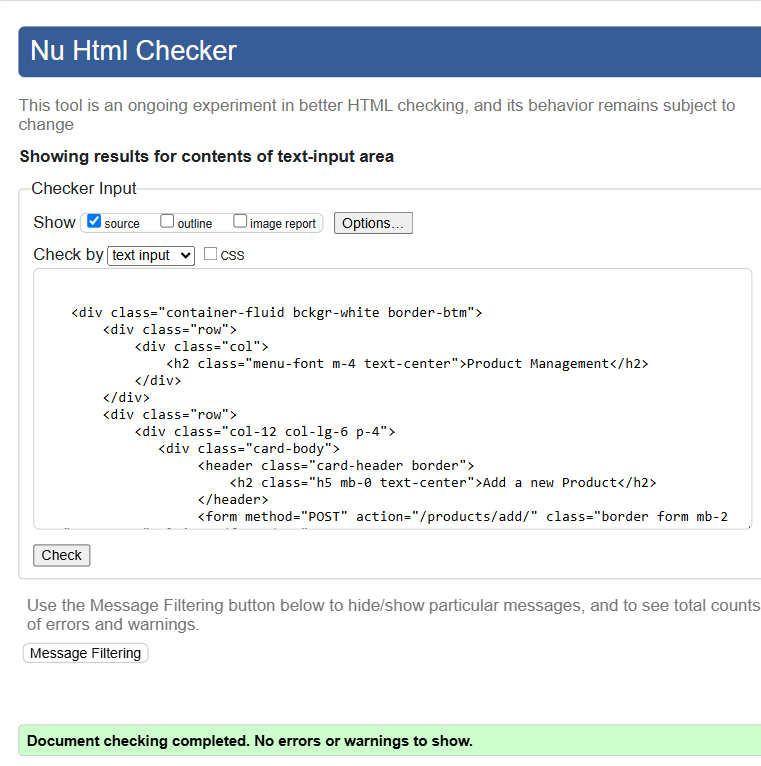 Nu Html Checker
This tool is an ongoing experiment in better HTML checking, and its behavior remains subject to
change
Showing results for contents of text-input area
Checker Input
Show source outline image report Options...
Check by text input css
<div class="container-fluid bckgr-white border-btm">
<div class="row">
<div class="col">
<h2 class="menu-font m-4 text-center">Product Management</h2>
</div>
</div>
<div class="row">
<div class="col-12 col-lg-6 p-4">
<div class="card-body">
<header class="card-header border">
<h2 class="h5 mb-0 text-center">Add a new Product</h2>
</header>
<form method="POST" action="/products/add/" class="border form mb-2
Check
Use the Message Filtering button below to hide/show particular messages, and to see total counts
of errors and warnings.
Message Filtering
Document checking completed. No errors or warnings to show.